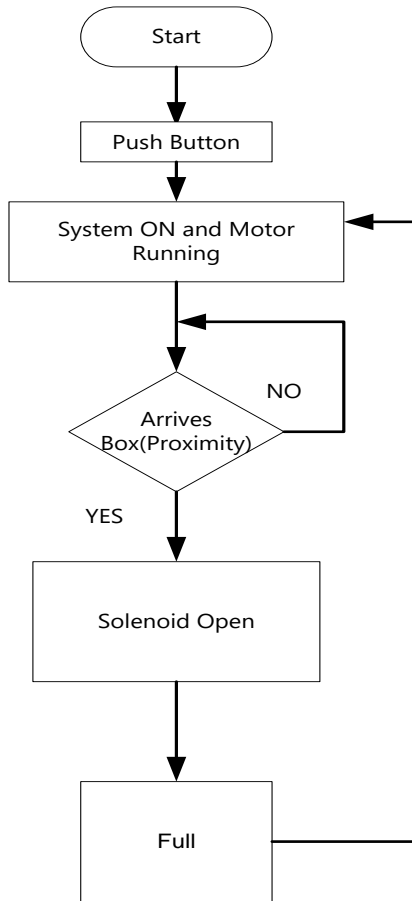 Start
Push Button
System ON and Motor
Running
NO
Arrives
Box(Proximity)
YES
Solenoid Open
Full